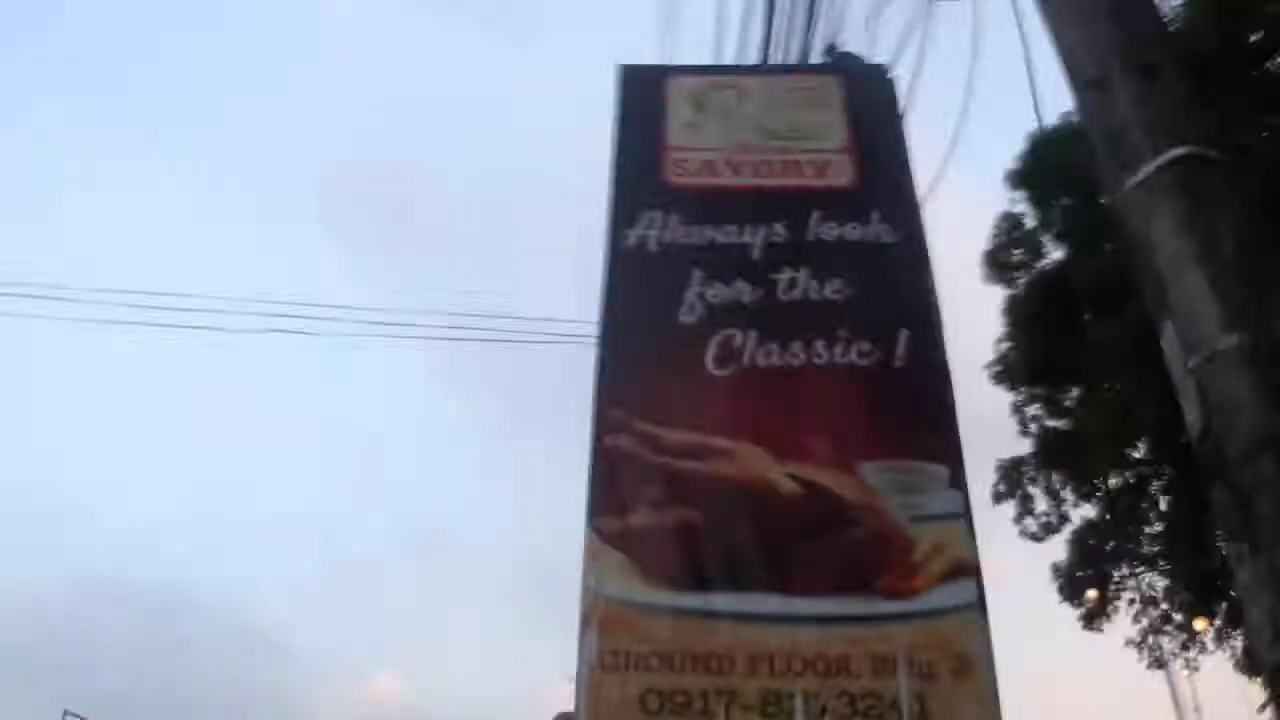 SAVORY
Always look
for the
Classic!
GROUND FLOOR,